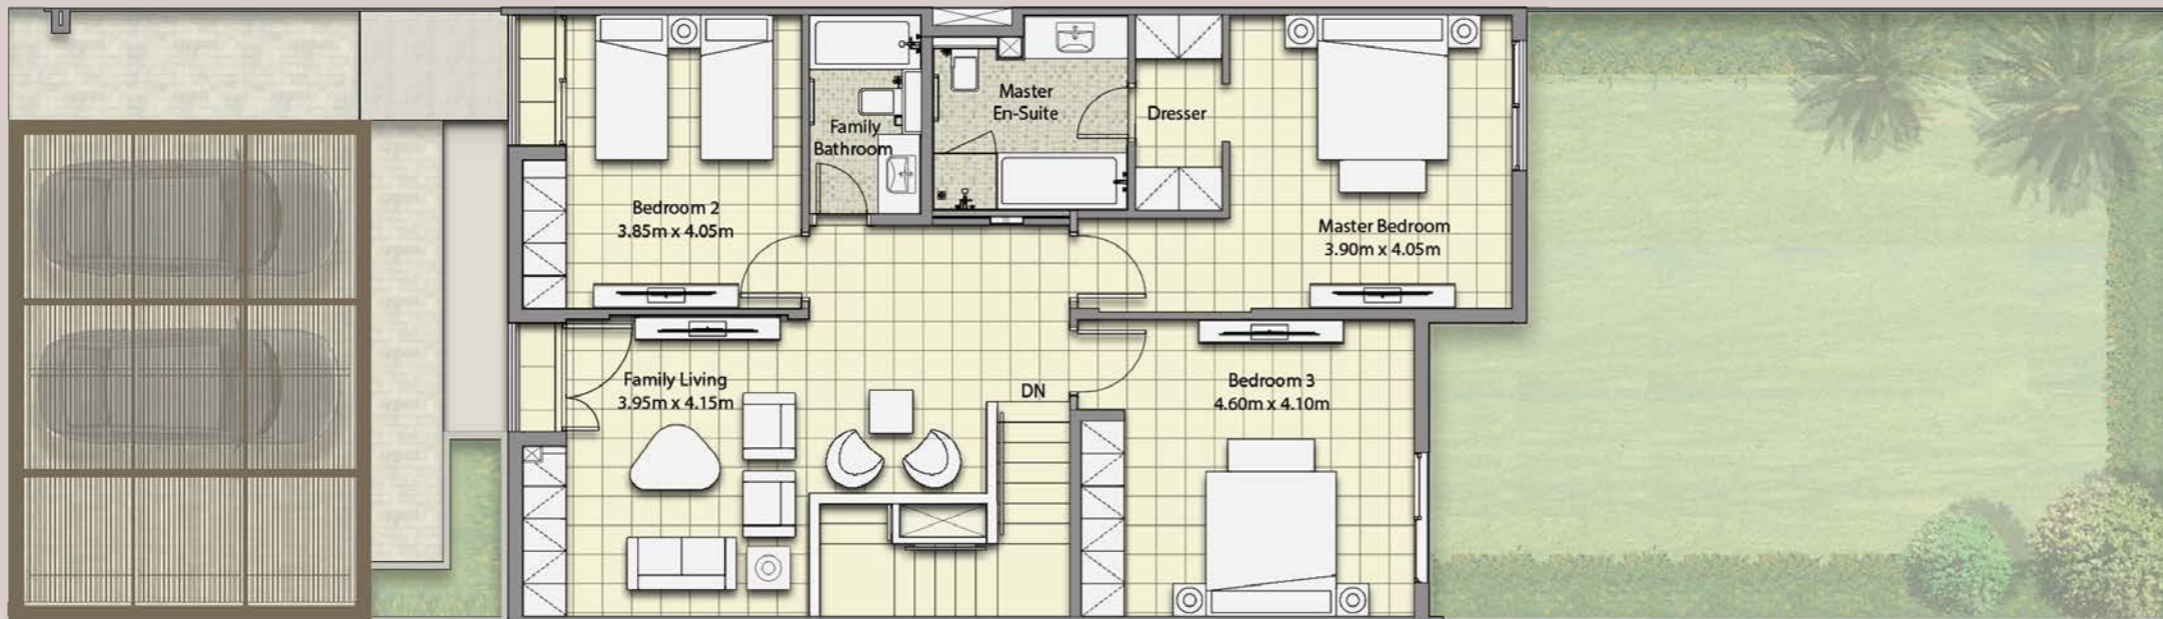 Family
Bathroom
Master
En-Suite
Dresser
Bedroom 2
3.85m x 4.05m
Master Bedroom
3.90m x 4.05m
Family Living
3.95m x 4.15m
DN
Bedroom 3
4.60m x 4.10m